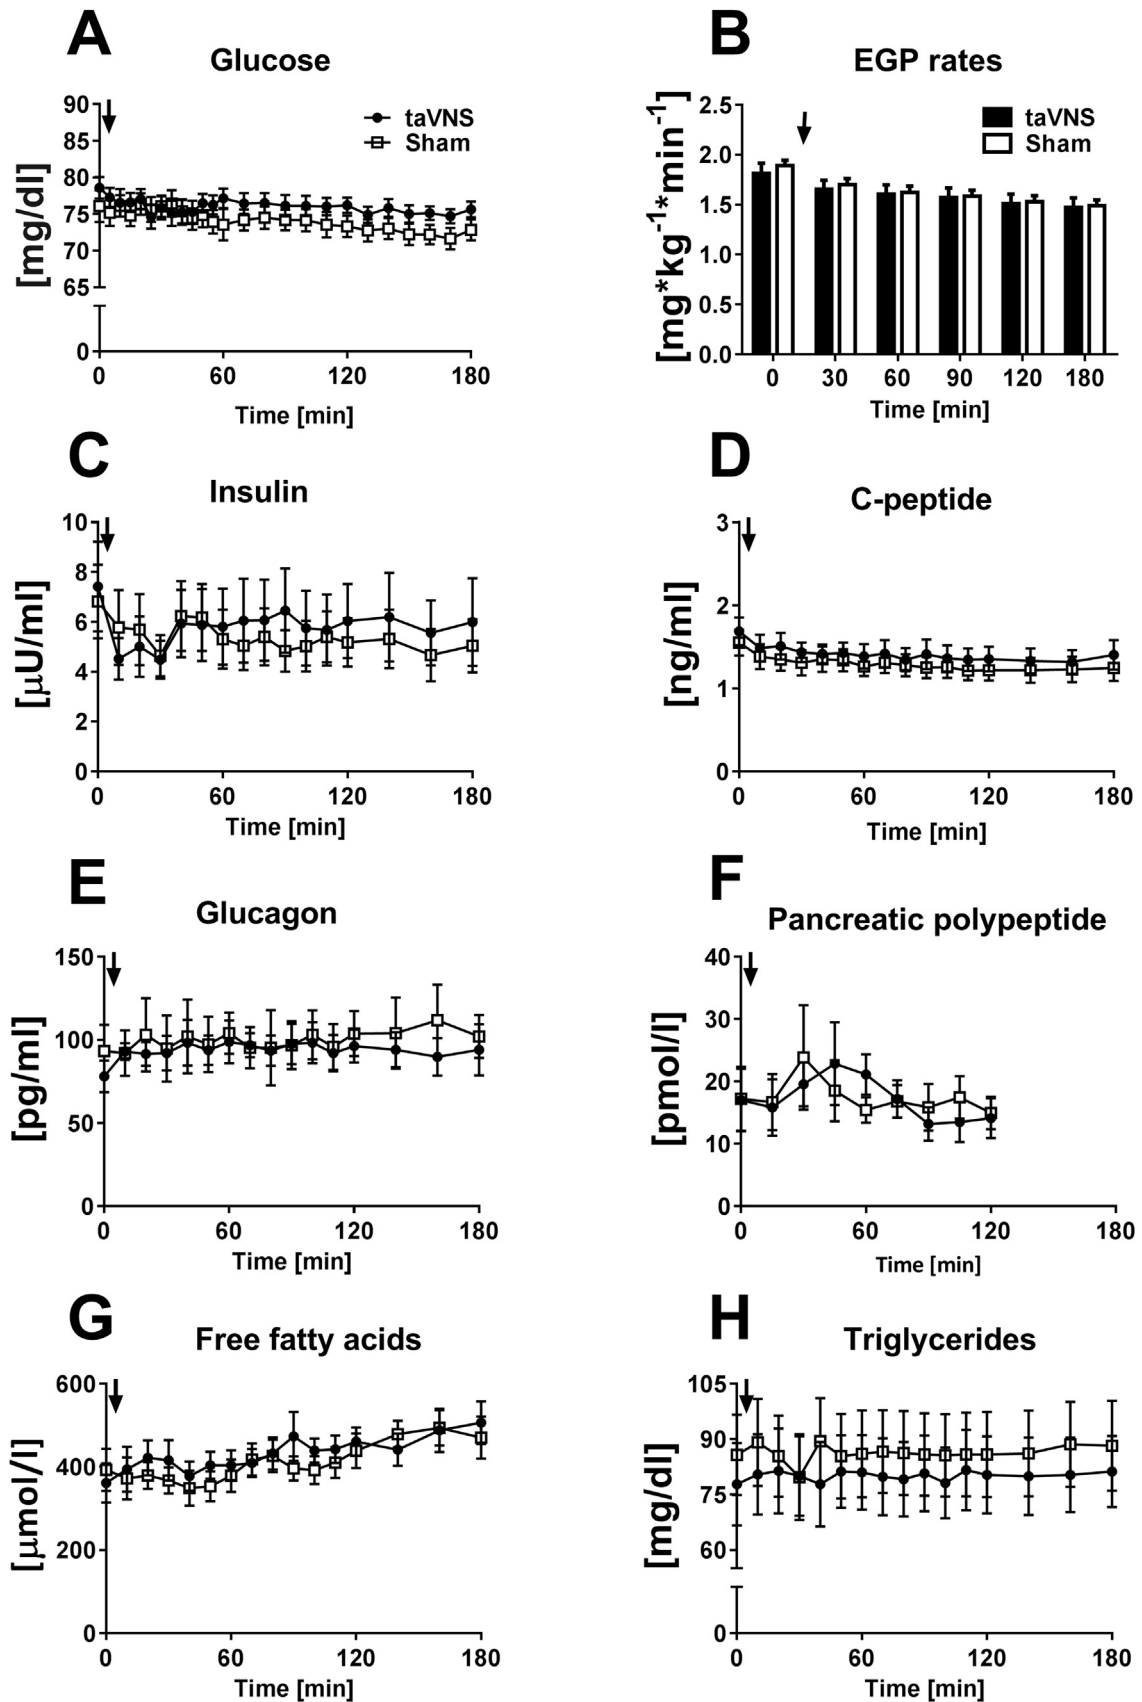 A
Glucose
90
85
80
75
70
65
0
[mg/dl]
taVNS
Sham
0 60 120 180
Time [min]
B
EGP rates
2.5
2.0
1.5
1.0
0.5
0.0
[mg*kg-1*min-1]
taVNS
Sham
0 30 60 90 120 180
Time [min]
C
Insulin
10
8
6
4
2
0
[µU/ml]
0 60 120 180
Time [min]
D
C-peptide
3
2
1
0
[ng/ml]
0 60 120 180
Time [min]
E
Glucagon
150
100
50
0
[pg/ml]
0 60 120 180
Time [min]
F
Pancreatic polypeptide
40
30
20
10
0
[pmol/l]
0 60 120 180
Time [min]
G
Free fatty acids
600
400
200
0
[µmol/l]
0 60 120 180
Time [min]
H
Triglycerides
105
90
75
60
0
[mg/dl]
0 60 120 180
Time [min]